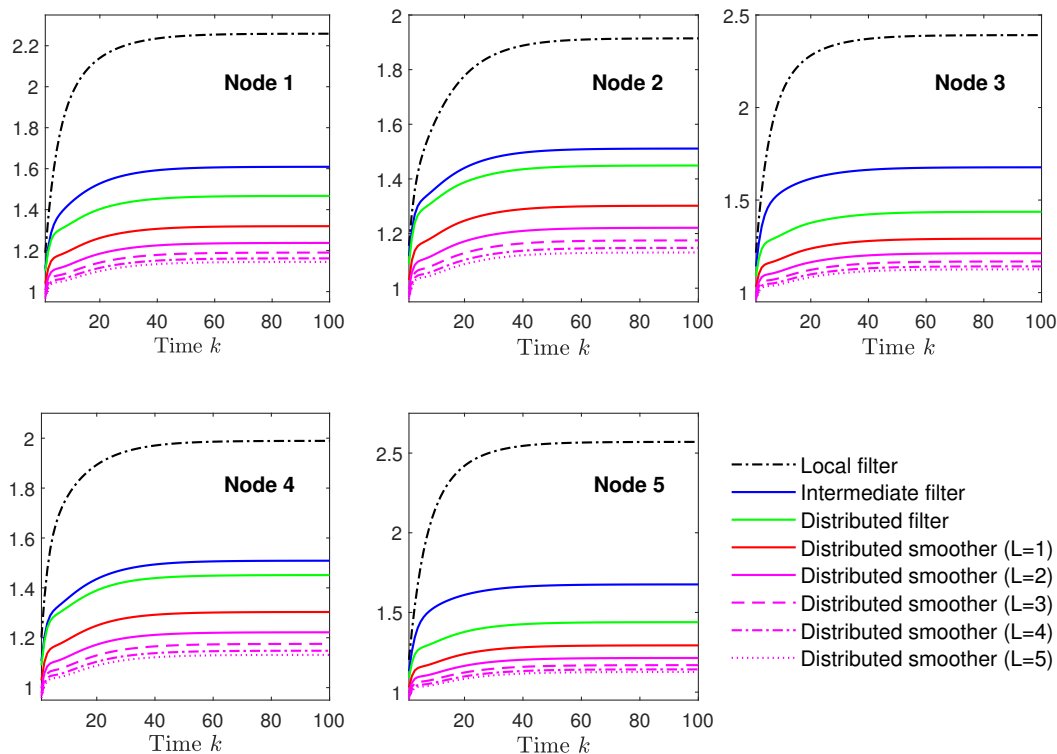 2.2
2
1.8
1.6
1.4
1.2
1
Node 1
20 40 60 80 100
Time k
2
1.8
1.6
1.4
1.2
1
Node 2
20 40 60 80 100
Time k
2.5
2
1.5
1
Node 3
20 40 60 80 100
Time k
2
1.8
1.6
1.4
1.2
1
Node 4
20 40 60 80 100
Time k
2.5
2
1.5
1
Node 5
20 40 60 80 100
Time k
Local filter
Intermediate filter
Distributed filter
Distributed smoother (L=1)
Distributed smoother (L=2)
Distributed smoother (L=3)
Distributed smoother (L=4)
Distributed smoother (L=5)